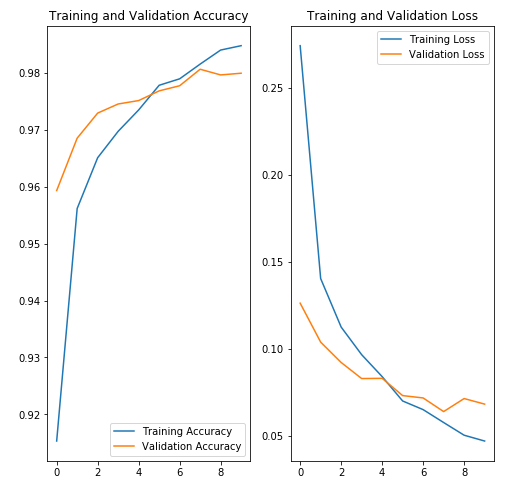 Training and Validation Accuracy
0.98
0.97
0.96
0.95
0.94
0.93
0.92
0 2 4 6 8
Training Accuracy
Validation Accuracy
Training and Validation Loss
Training Loss
Validation Loss
0.25
0.20
0.15
0.10
0.05
0 2 4 6 8